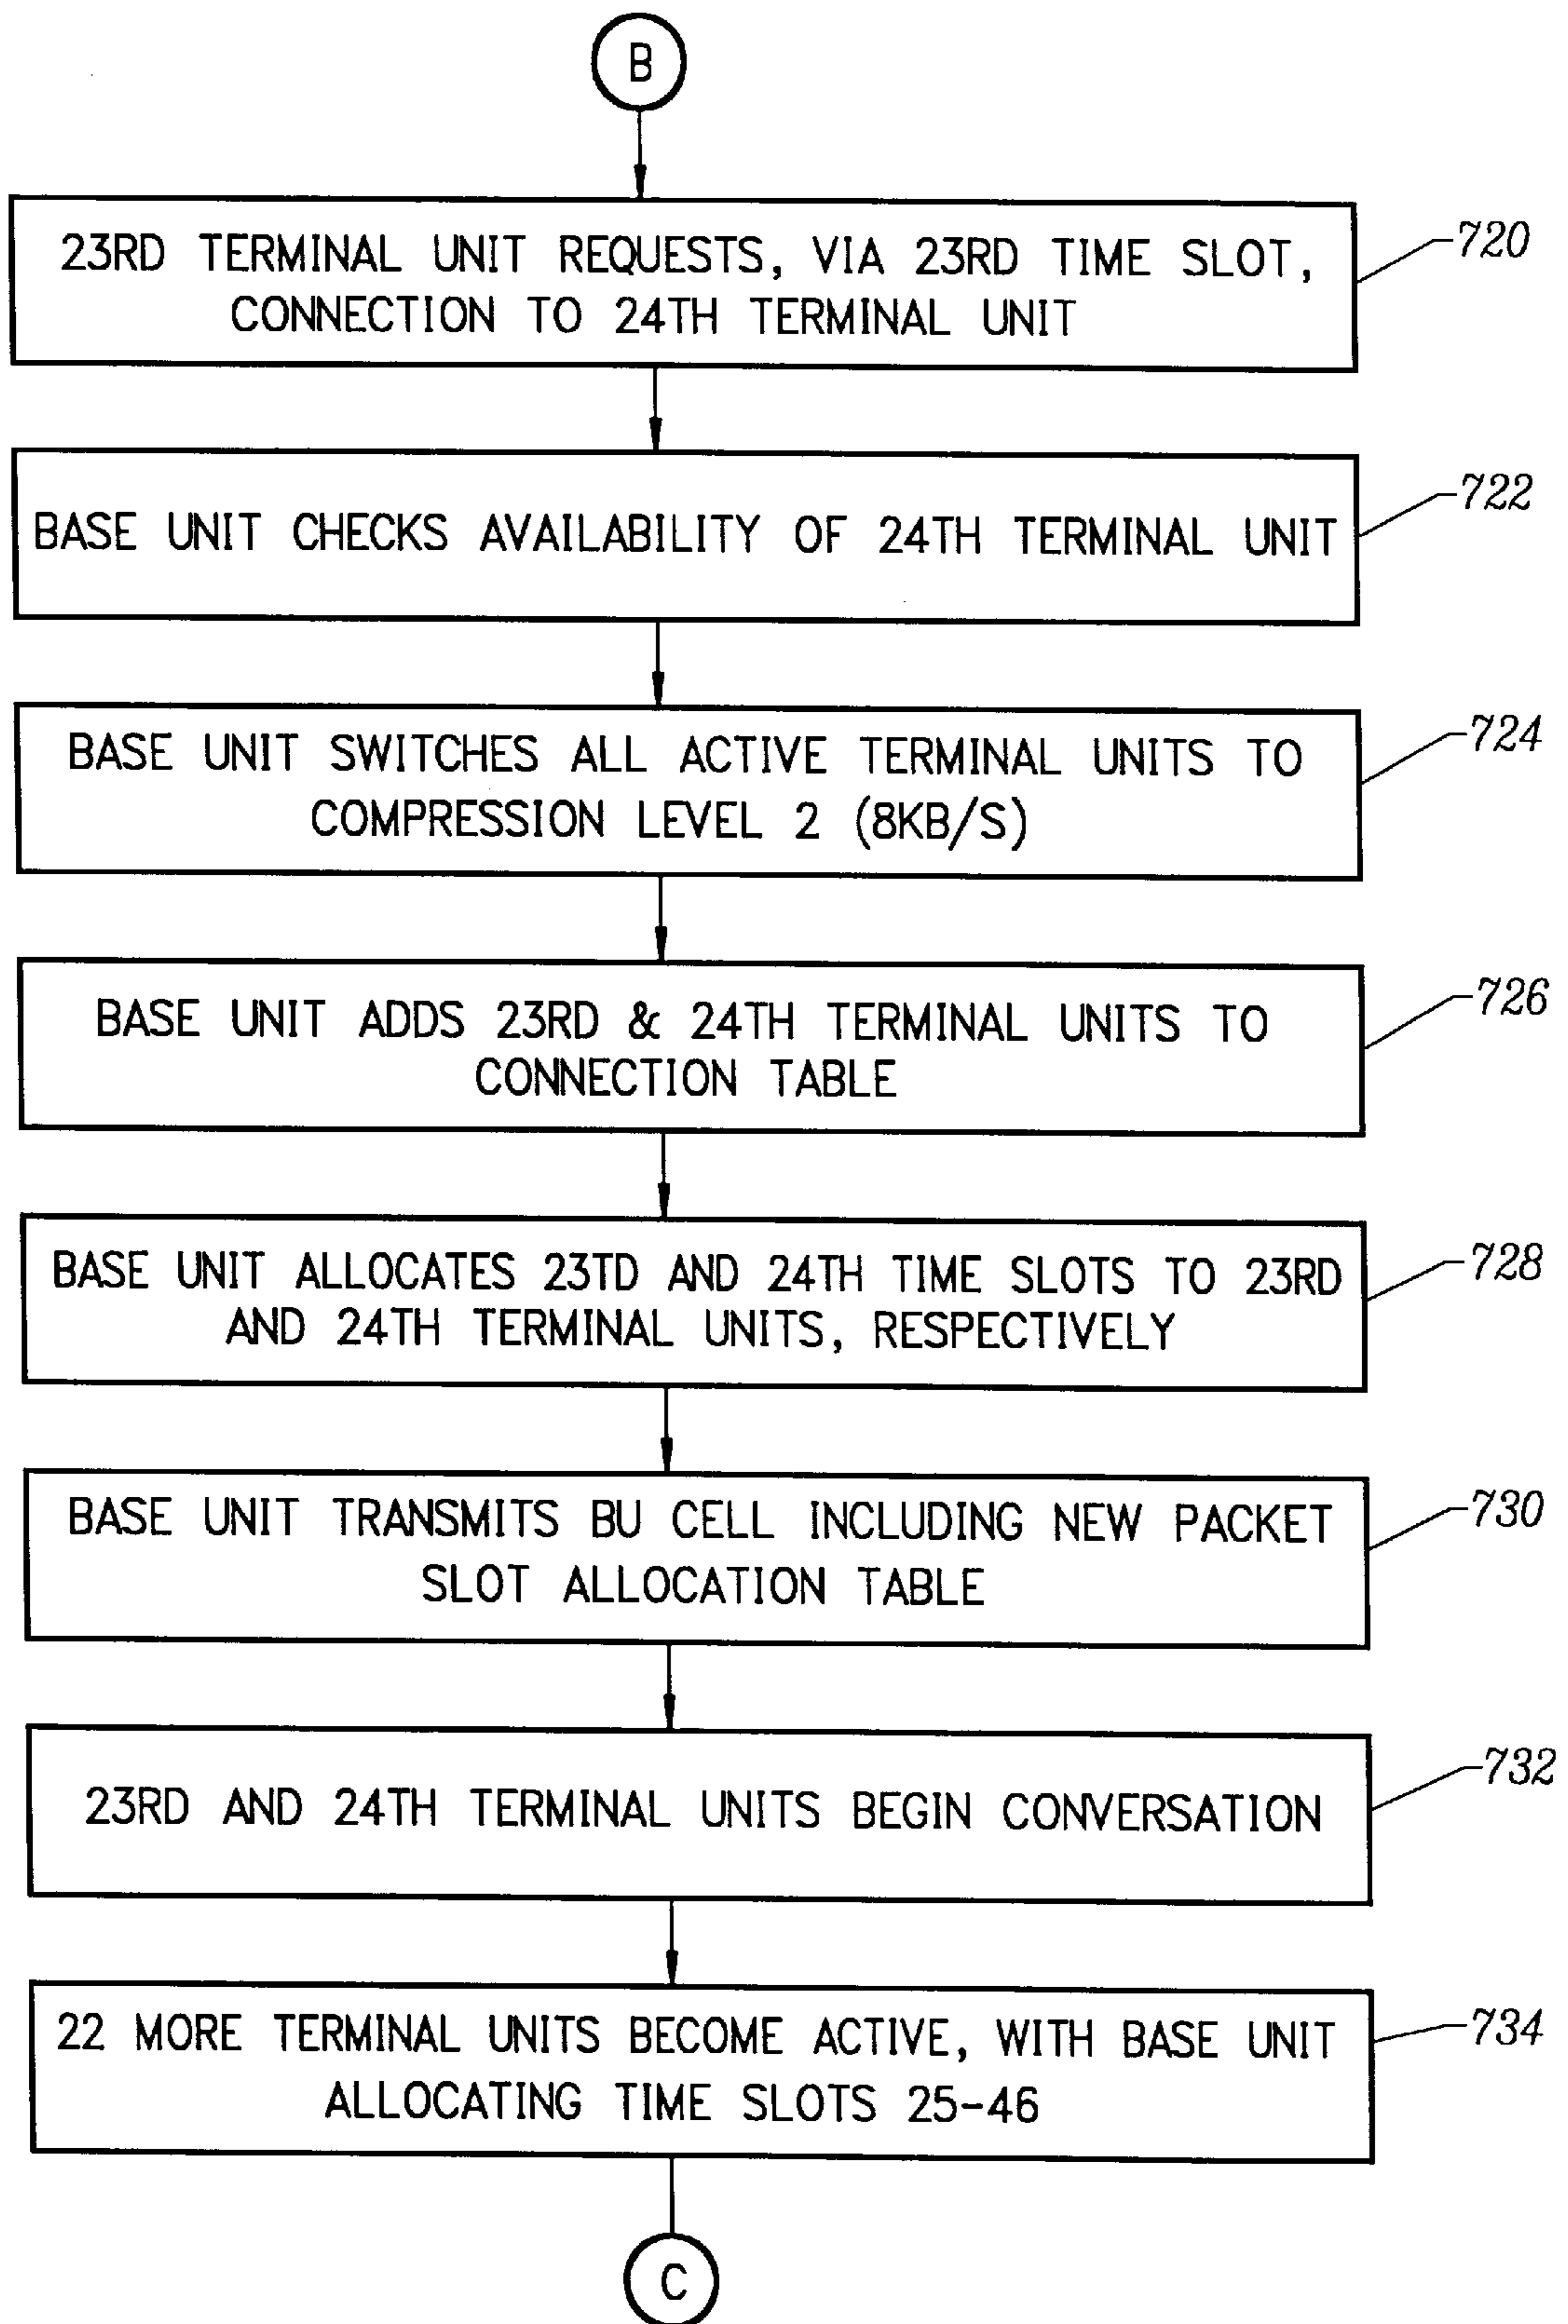 B
23RD TERMINAL UNIT REQUESTS, VIA 23RD TIME SLOT,
CONNECTION TO 24TH TERMINAL UNIT
720
BASE UNIT CHECKS AVAILABILITY OF 24TH TERMINAL UNIT
722
BASE UNIT SWITCHES ALL ACTIVE TERMINAL UNITS TO
COMPRESSION LEVEL 2 (8KB/S)
724
BASE UNIT ADDS 23RD & 24TH TERMINAL UNITS TO
CONNECTION TABLE
726
BASE UNIT ALLOCATES 23TD AND 24TH TIME SLOTS TO 23RD
AND 24TH TERMINAL UNITS, RESPECTIVELY
728
BASE UNIT TRANSMITS BU CELL INCLUDING NEW PACKET
SLOT ALLOCATION TABLE
730
23RD AND 24TH TERMINAL UNITS BEGIN CONVERSATION
732
22 MORE TERMINAL UNITS BECOME ACTIVE, WITH BASE UNIT
ALLOCATING TIME SLOTS 25-46
734
C